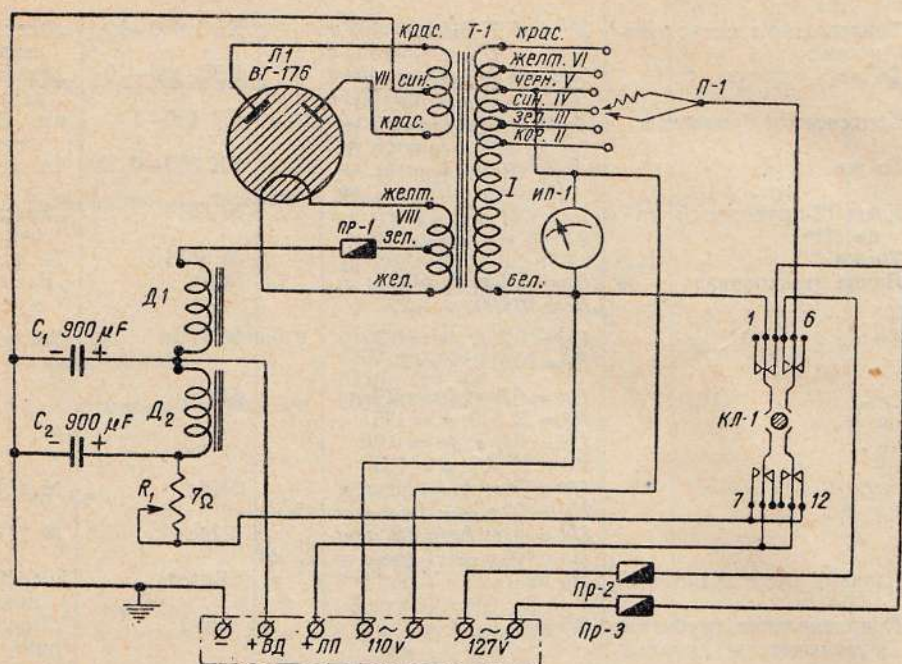 крас. Т-1 крас.
Л1
ВГ-176
VII син.
желт. VI
черн. V
син. IV
зел. III
кор. II
П-1
крас.
I
ИП-1
желт.
VIII
пр-1
зел.
жел.
бел.
Д1
C₁ 900 μF
− +
1 6
Д₂
C₂ 900 μF
− +
КЛ-1
R₁ 7Ω
7 12
Пр-2
Пр-3
− +ВД +ПП 110V ~ 127V ~